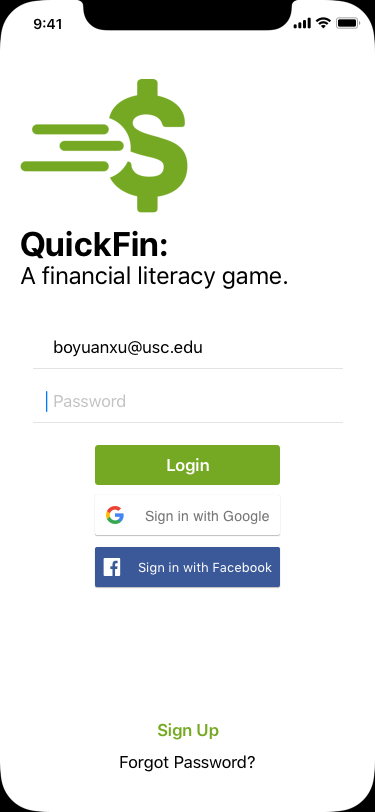 9:41
QuickFin:
A financial literacy game.
boyuanxu@usc.edu
Password
Login
Sign in with Google
Sign in with Facebook
Sign Up
Forgot Password?